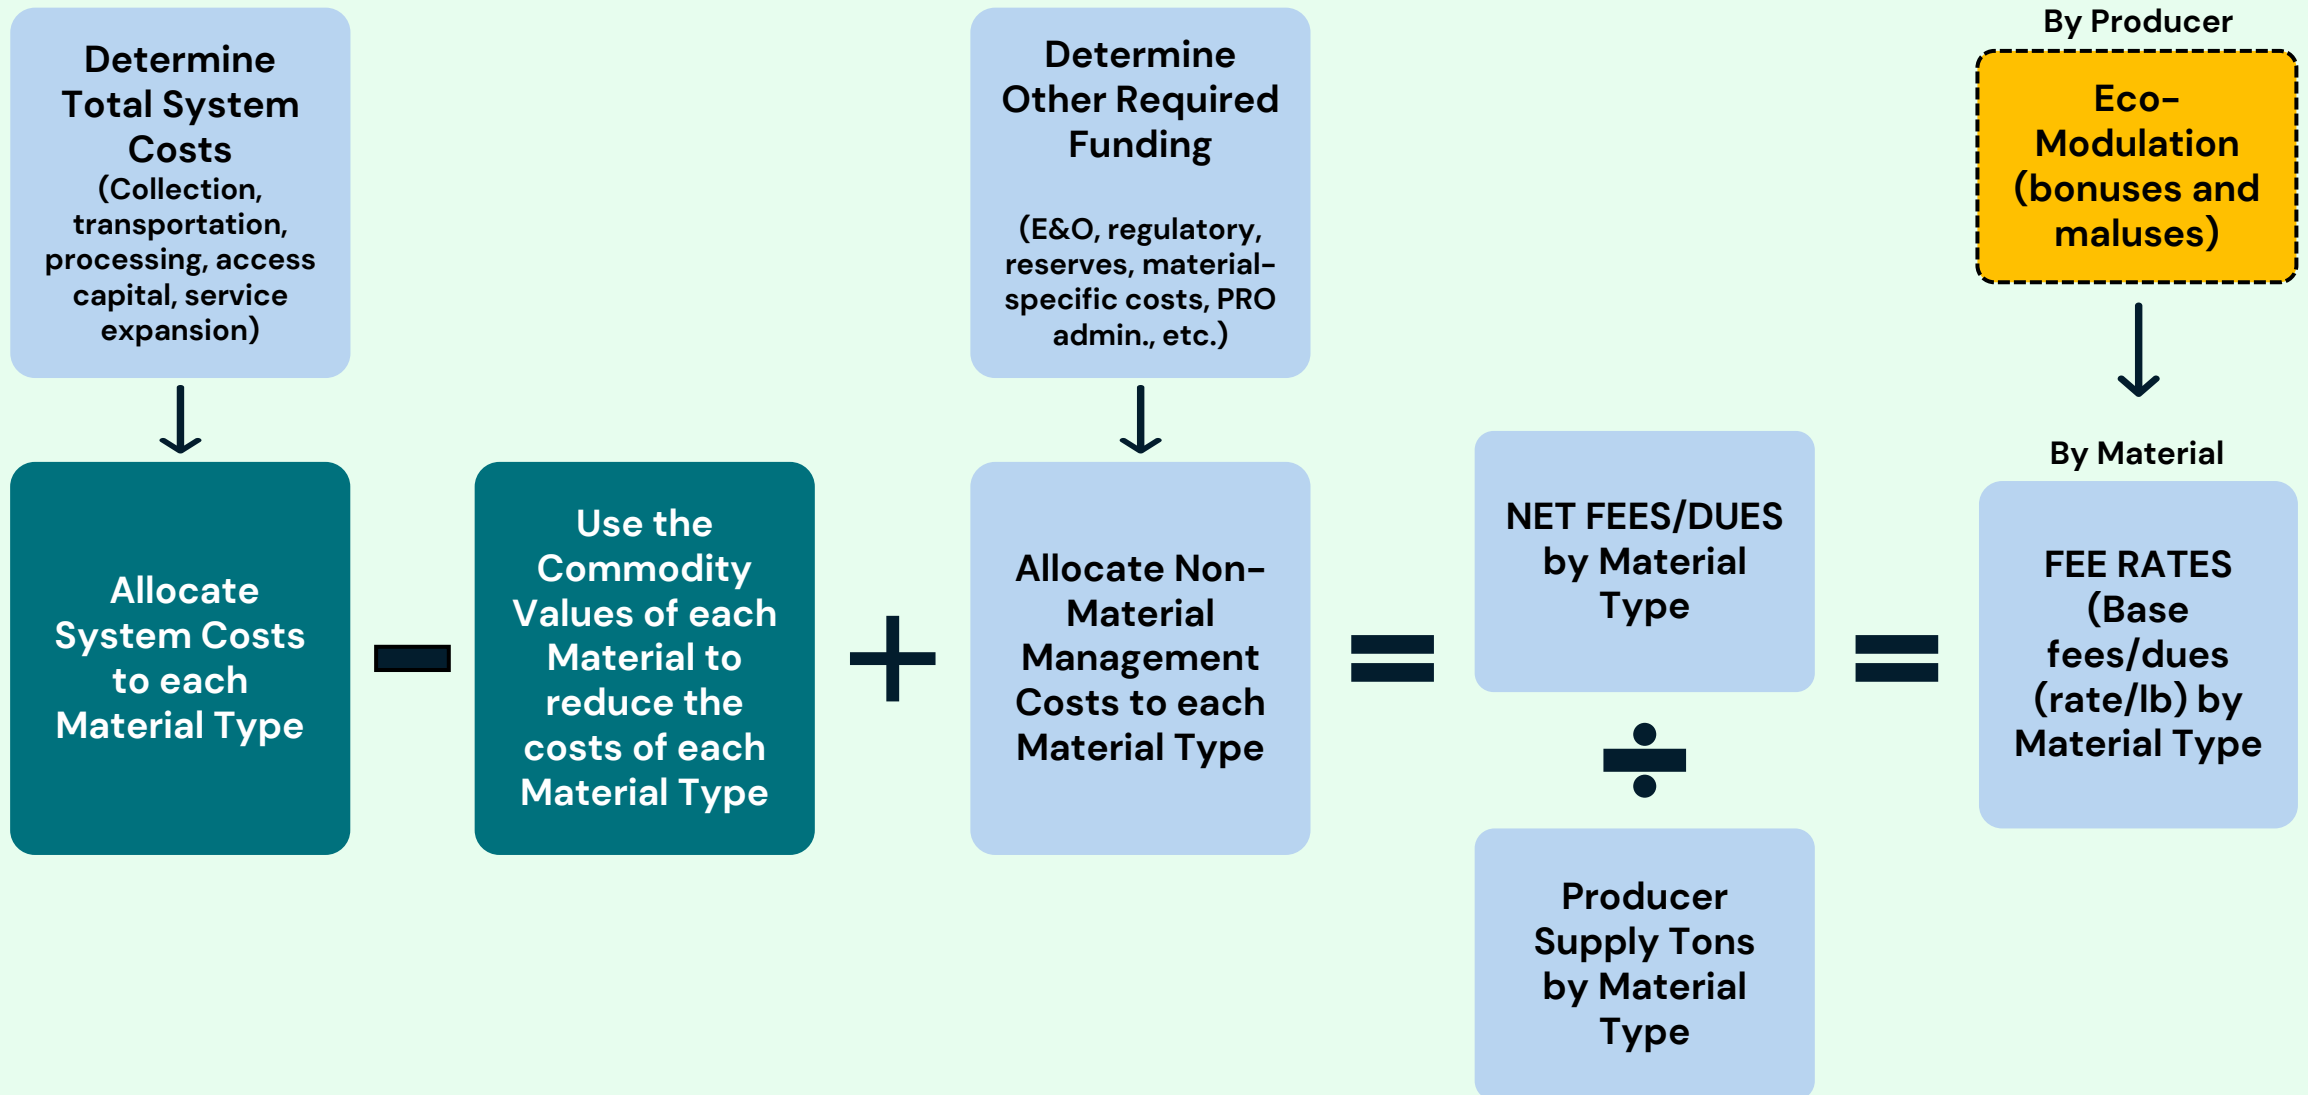 Determine
Total System
Costs
(Collection,
transportation,
processing, access
capital, service
expansion)
Determine
Other Required
Funding
(E&O, regulatory,
reserves, material-
specific costs, PRO
admin., etc.)
By Producer
Eco-
Modulation
(bonuses and
maluses)
Allocate
System Costs
to each
Material Type
Use the
Commodity
Values of each
Material to
reduce the
costs of each
Material Type
Allocate Non-
Material
Management
Costs to each
Material Type
NET FEES/DUES
by Material
Type
Producer
Supply Tons
by Material
Type
By Material
FEE RATES
(Base
fees/dues
(rate/lb) by
Material Type